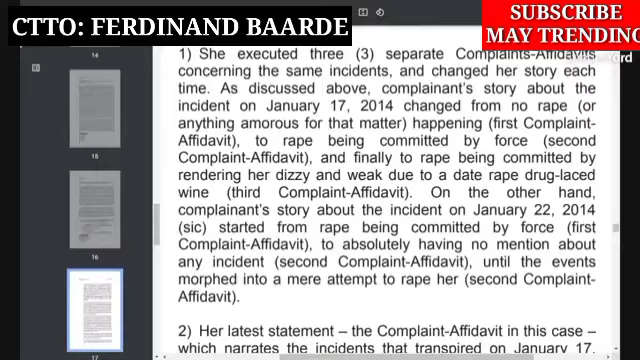 CTTO: FERDINAND BAARDE
SUBSCRIBE
MAY TRENDING
14
15
16
17
1) She executed three (3) separate Complaints-Affidavits
concerning the same incidents, and changed her story each
time. As discussed above, complainant's story about the
incident on January 17, 2014 changed from no rape (or
anything amorous for that matter) happening (first Complaint-
Affidavit), to rape being committed by force (second
Complaint-Affidavit), and finally to rape being committed by
rendering her dizzy and weak due to a date rape drug-laced
wine (third Complaint-Affidavit). On the other hand,
complainant's story about the incident on January 22, 2014
(sic) started from rape being committed by force (first
Complaint-Affidavit), to absolutely having no mention about
any incident (second Complaint-Affidavit), until the events
morphed into a mere attempt to rape her (second Complaint-
Affidavit).
2) Her latest statement – the Complaint-Affidavit in this case –
which narrates the incidents that transpired on January 17,